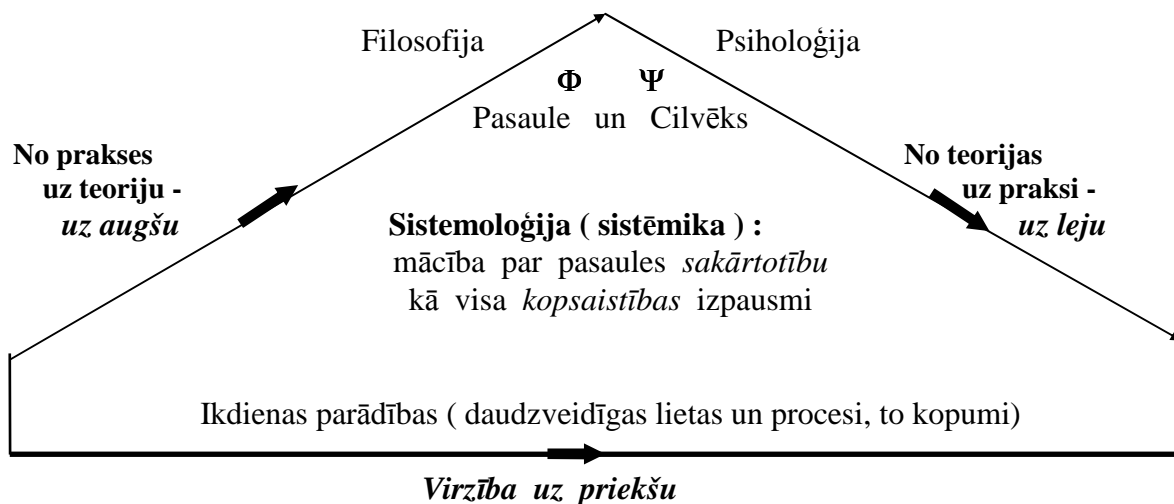 Filosofija
Psiholoģija
Φ Ψ
Pasaule un Cilvēks
No prakses
uz teoriju -
uz augšu
No teorijas
uz praksi -
uz leju
Sistemoloģija ( sistēmika ) :
mācība par pasaules sakārtotību
kā visa kopsaistības izpausmi
Ikdienas parādības ( daudzveidīgas lietas un procesi, to kopumi)
Virzība uz priekšu